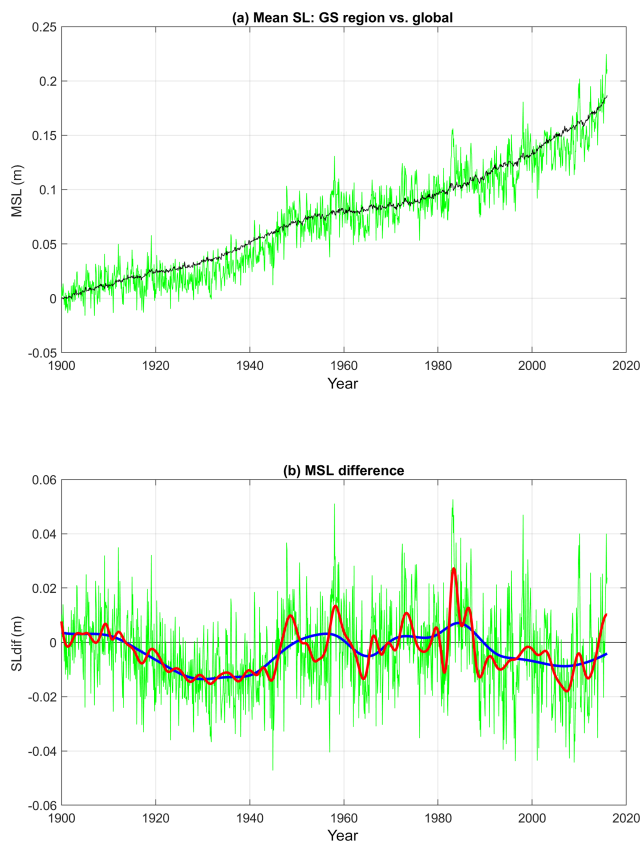 (a) Mean SL: GS region vs. global
0.25
0.2
0.15
0.1
0.05
0
-0.05
MSL (m)
1900 1920 1940 1960 1980 2000 2020
Year
(b) MSL difference
0.06
0.04
0.02
0
-0.02
-0.04
-0.06
SLdif (m)
1900 1920 1940 1960 1980 2000 2020
Year